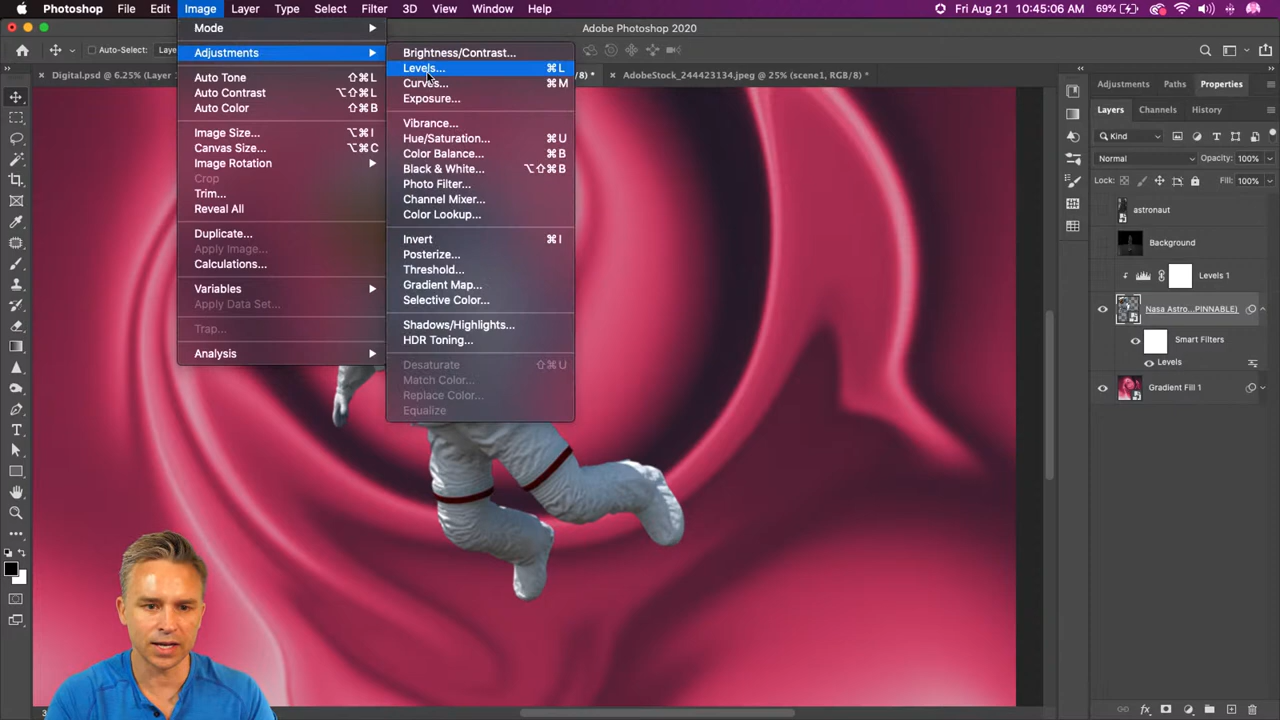 Photoshop File Edit Image Layer Type Select Filter 3D View Window Help Fri Aug 21 10:45:06 AM
Adobe Photoshop 2020
Auto-Select: Laye
Digital.psd @ 6.25% (Layer
/8) *
AdobeStock_244423134.jpeg @ 25% (scene1, RGB/8) *
Mode
Adjustments
Auto Tone ⇧⌘L
Auto Contrast ⌥⇧⌘L
Auto Color ⇧⌘B
Image Size... ⌥⌘I
Canvas Size... ⌥⌘C
Image Rotation
Crop
Trim...
Reveal All
Duplicate...
Apply Image...
Calculations...
Variables
Apply Data Set...
Trap...
Analysis
Brightness/Contrast...
Levels... ⌘L
Curves... ⌘M
Exposure...
Vibrance...
Hue/Saturation... ⌘U
Color Balance... ⌘B
Black & White... ⌥⇧⌘B
Photo Filter...
Channel Mixer...
Color Lookup...
Invert ⌘I
Posterize...
Threshold...
Gradient Map...
Selective Color...
Shadows/Highlights...
HDR Toning...
Desaturate ⇧⌘U
Match Color...
Replace Color...
Equalize
Adjustments Paths Properties
Layers Channels History
Kind
Normal Opacity: 100%
Lock: Fill: 100%
astronaut
Background
Levels 1
Nasa Astro...PINNABLE)
Smart Filters
Levels
Gradient Fill 1